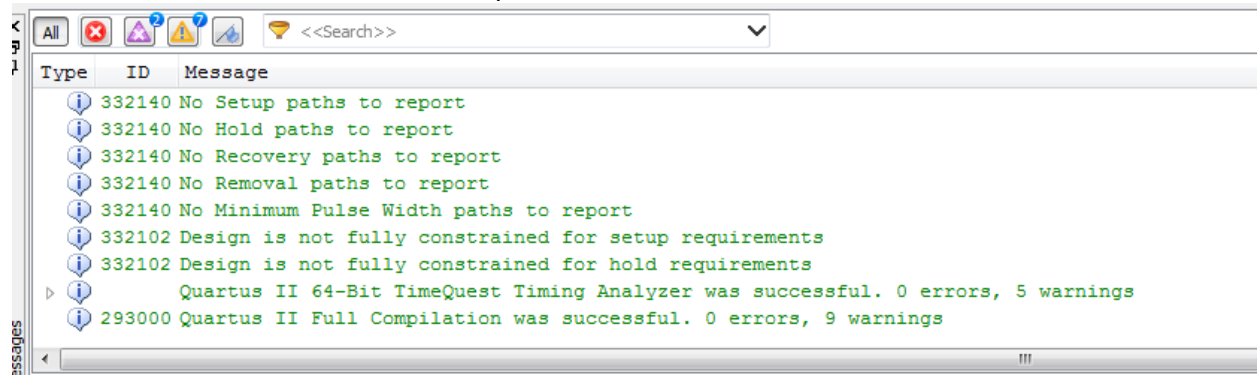 All 2 7 <<Search>>
Type ID Message
332140 No Setup paths to report
332140 No Hold paths to report
332140 No Recovery paths to report
332140 No Removal paths to report
332140 No Minimum Pulse Width paths to report
332102 Design is not fully constrained for setup requirements
332102 Design is not fully constrained for hold requirements
Quartus II 64-Bit TimeQuest Timing Analyzer was successful. 0 errors, 5 warnings
293000 Quartus II Full Compilation was successful. 0 errors, 9 warnings
essages